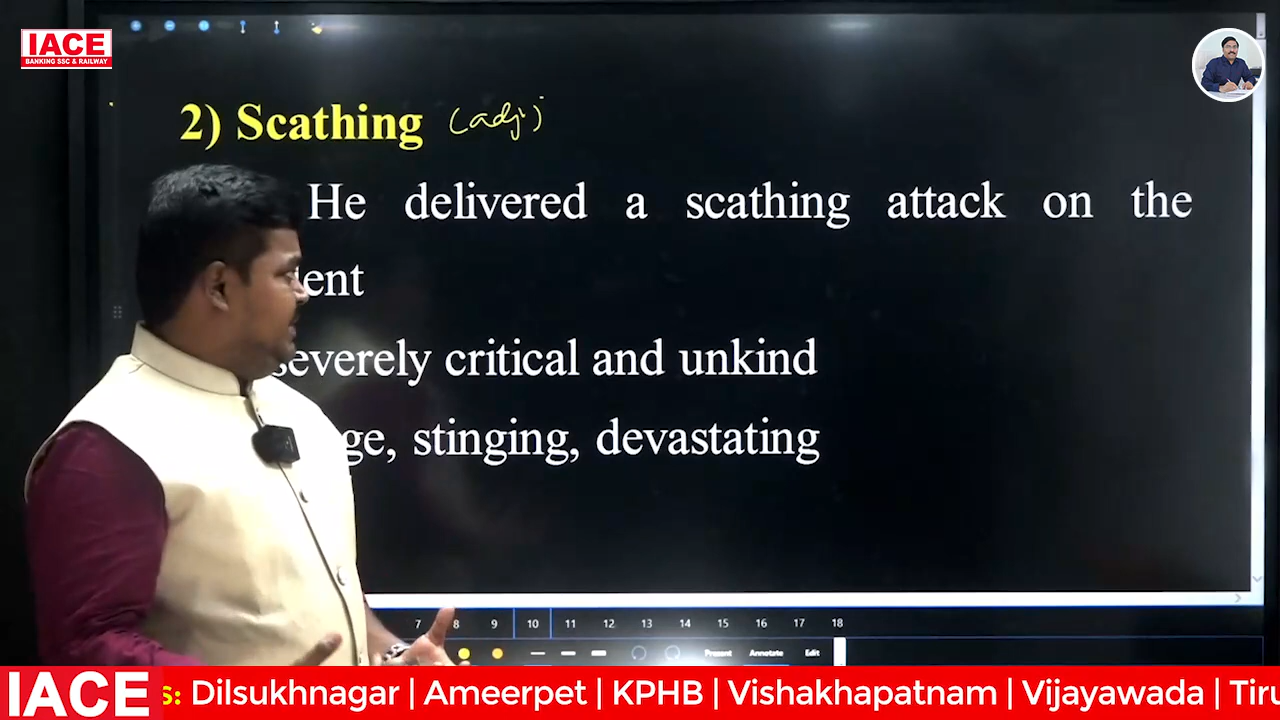 IACE
BANKING SSC & RAILWAY
2) Scathing (adj)
He delivered a scathing attack on the
severely critical and unkind
stinging, devastating
7 8 9 10 11 12 13 14 15 16 17 18
Present Annotate Edit
IACE s: Dilsukhnagar | Ameerpet | KPHB | Vishakhapatnam | Vijayawada | Tiru